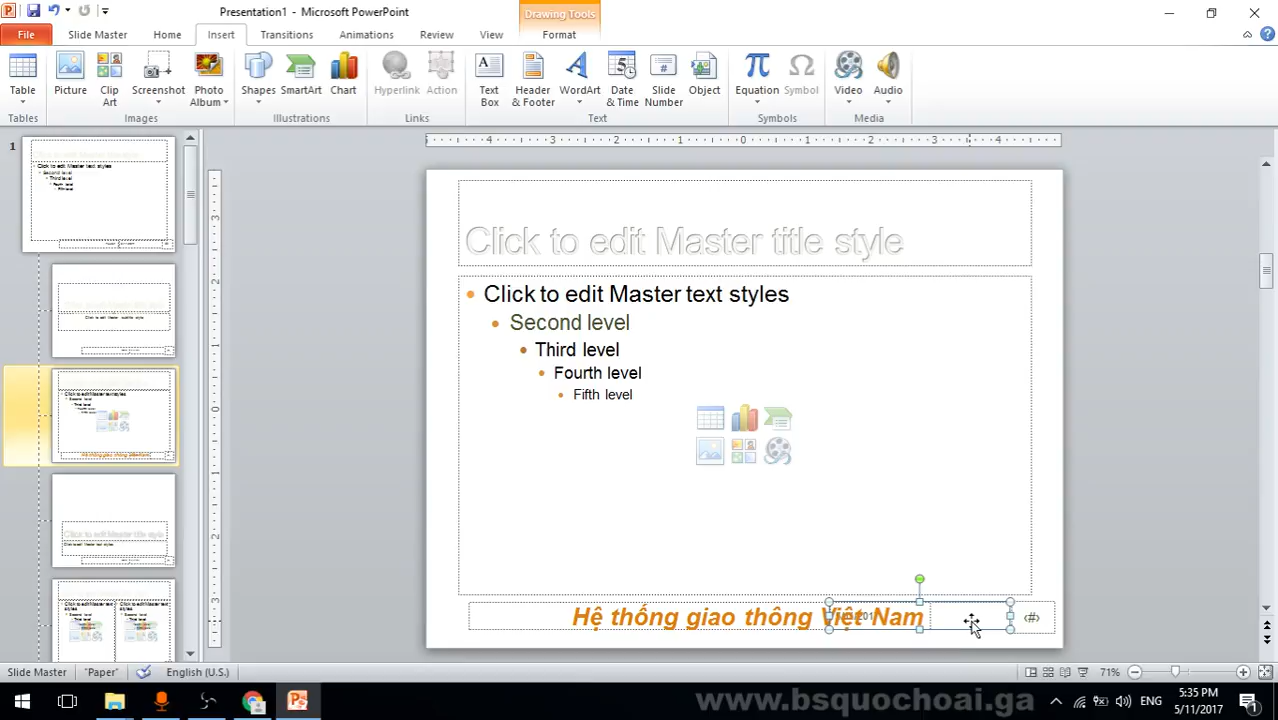 Presentation1 - Microsoft PowerPoint
Drawing Tools
File
Slide Master
Home
Insert
Transitions
Animations
Review
View
Format
Table
Picture
Clip Art
Screenshot
Photo Album
Shapes
SmartArt
Chart
Hyperlink
Action
Text Box
Header & Footer
WordArt
Date & Time
Slide Number
Object
Equation
Symbol
Video
Audio
Tables
Images
Illustrations
Links
Text
Symbols
Media
1
Click to edit Master title style
Click to edit Master text styles
Second level
Third level
Fourth level
Fifth level
Hệ thống giao thông Việt Nam
‹#›
Slide Master
"Paper"
English (U.S.)
71%
www.bsquochoai.ga
ENG
5:35 PM
5/11/2017